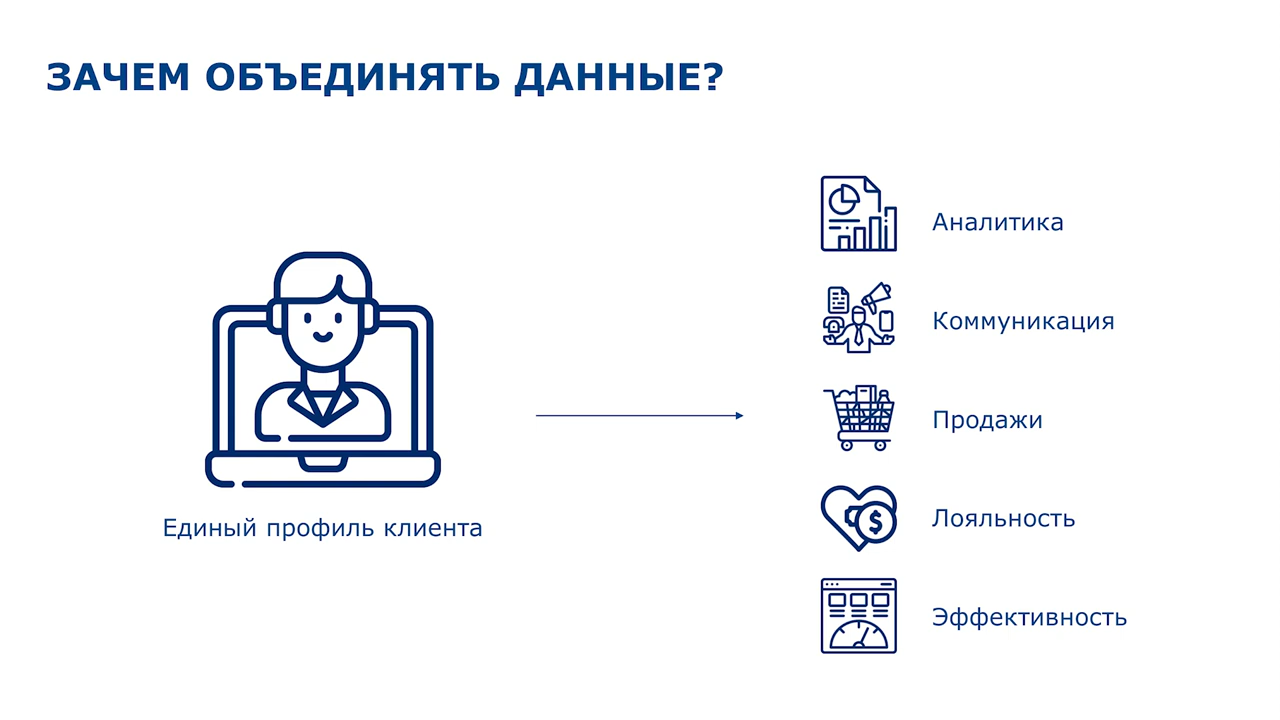 ЗАЧЕМ ОБЪЕДИНЯТЬ ДАННЫЕ?
Единый профиль клиента
Аналитика
Коммуникация
Продажи
$
Лояльность
Эффективность